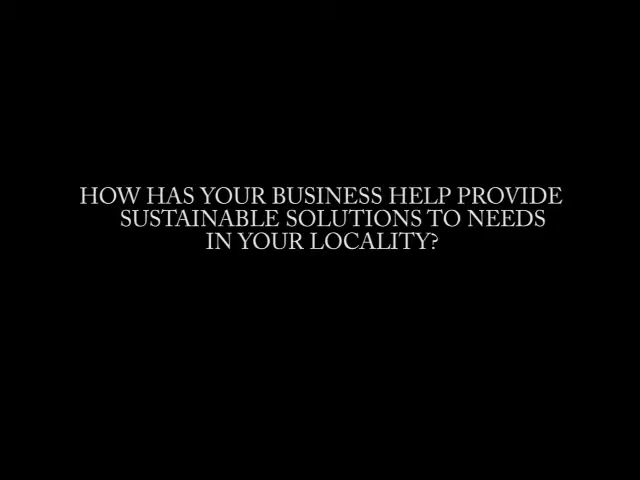 HOW HAS YOUR BUSINESS HELP PROVIDE
SUSTAINABLE SOLUTIONS TO NEEDS
IN YOUR LOCALITY?